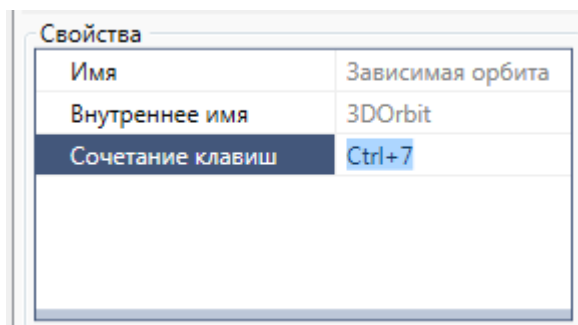 Свойства
Имя Зависимая орбита
Внутреннее имя 3DOrbit
Сочетание клавиш Ctrl+7